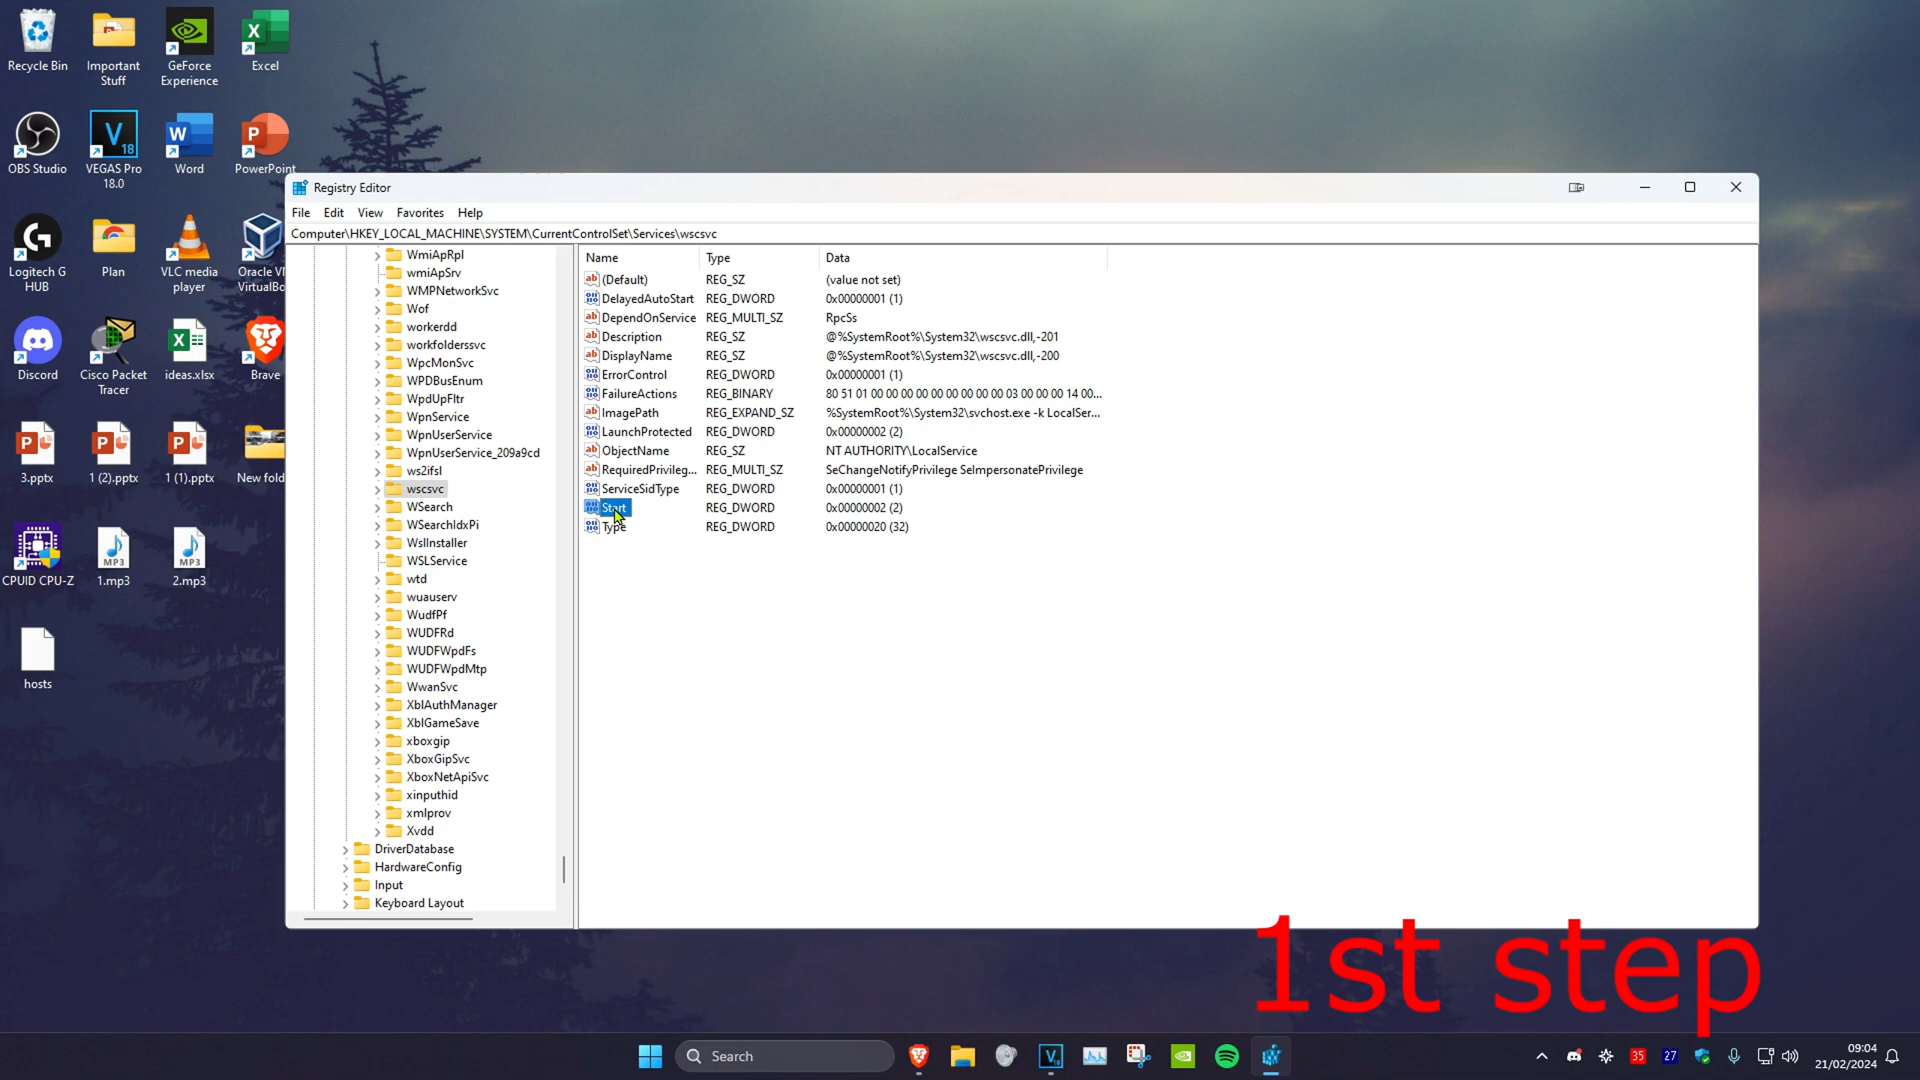 Recycle Bin
Important Stuff
GeForce Experience
Excel
OBS Studio
VEGAS Pro 18.0
Word
PowerPoint
Logitech G HUB
Plan
VLC media player
Oracle VM VirtualBo
Discord
Cisco Packet Tracer
ideas.xlsx
Brave
3.pptx
1 (2).pptx
1 (1).pptx
New fold
CPUID CPU-Z
1.mp3
2.mp3
hosts
Registry Editor
File Edit View Favorites Help
Computer\HKEY_LOCAL_MACHINE\SYSTEM\CurrentControlSet\Services\wscsvc
WmiApRpl
wmiApSrv
WMPNetworkSvc
Wof
workerdd
workfolderssvc
WpcMonSvc
WPDBusEnum
WpdUpFltr
WpnService
WpnUserService
WpnUserService_209a9cd
ws2ifsl
wscsvc
WSearch
WSearchIdxPi
WslInstaller
WSLService
wtd
wuauserv
WudfPf
WUDFRd
WUDFWpdFs
WUDFWpdMtp
WwanSvc
XblAuthManager
XblGameSave
xboxgip
XboxGipSvc
XboxNetApiSvc
xinputhid
xmlprov
Xvdd
DriverDatabase
HardwareConfig
Input
Keyboard Layout
Name Type Data
(Default) REG_SZ (value not set)
DelayedAutoStart REG_DWORD 0x00000001 (1)
DependOnService REG_MULTI_SZ RpcSs
Description REG_SZ @%SystemRoot%\System32\wscsvc.dll,-201
DisplayName REG_SZ @%SystemRoot%\System32\wscsvc.dll,-200
ErrorControl REG_DWORD 0x00000001 (1)
FailureActions REG_BINARY 80 51 01 00 00 00 00 00 00 00 00 00 03 00 00 00 14 00...
ImagePath REG_EXPAND_SZ %SystemRoot%\System32\svchost.exe -k LocalSer...
LaunchProtected REG_DWORD 0x00000002 (2)
ObjectName REG_SZ NT AUTHORITY\LocalService
RequiredPrivileg... REG_MULTI_SZ SeChangeNotifyPrivilege SeImpersonatePrivilege
ServiceSidType REG_DWORD 0x00000001 (1)
Start REG_DWORD 0x00000002 (2)
Type REG_DWORD 0x00000020 (32)
1st step
Search
35
27
09:04
21/02/2024